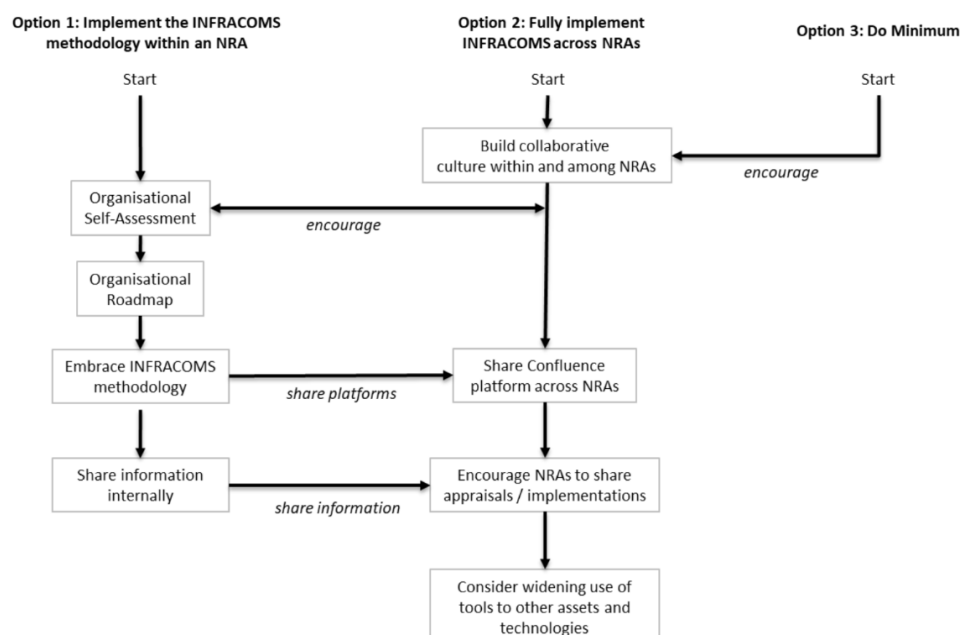 Option 1: Implement the INFRACOMS
methodology within an NRA
Option 2: Fully implement
INFRACOMS across NRAs
Option 3: Do Minimum
Start
Start
Start
Build collaborative
culture within and among NRAs
encourage
Organisational
Self-Assessment
encourage
Organisational
Roadmap
Embrace INFRACOMS
methodology
share platforms
Share Confluence
platform across NRAs
Share information
internally
share information
Encourage NRAs to share
appraisals / implementations
Consider widening use of
tools to other assets and
technologies